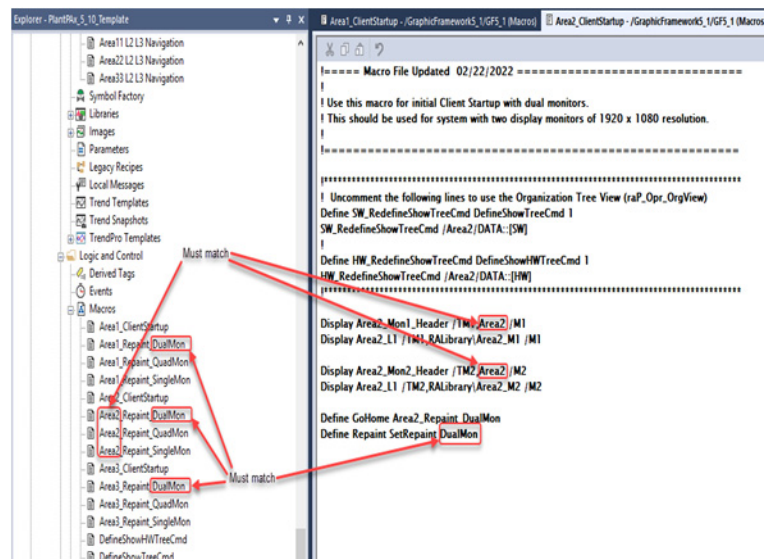 Explorer - PlantPAx_5_10_Template
Area11 L2 L3 Navigation
Area22 L2 L3 Navigation
Area33 L2 L3 Navigation
Symbol Factory
Libraries
Images
Parameters
Legacy Recipes
Local Messages
Trend Templates
Trend Snapshots
TrendPro Templates
Logic and Control
Derived Tags
Events
Macros
Area1_ClientStartup
Area1_Repaint_DualMon
Area1_Repaint_QuadMon
Area1_Repaint_SingleMon
Area2_ClientStartup
Area2_Repaint_DualMon
Area2_Repaint_QuadMon
Area2_Repaint_SingleMon
Area3_ClientStartup
Area3_Repaint_DualMon
Area3_Repaint_QuadMon
Area3_Repaint_SingleMon
DefineShowHWTreeCmd
DefineShowTreeCmd
Must match
Must match
Area1_ClientStartup - /GraphicFramework5_1/GF5_1 (Macros)
Area2_ClientStartup - /GraphicFramework5_1/GF5_1 (Macros)
!===== Macro File Updated 02/22/2022 ================================
!
! Use this macro for initial Client Startup with dual monitors.
! This should be used for system with two display monitors of 1920 x 1080 resolution.
!
!===========================================================
!************************************************************************************
! Uncomment the following lines to use the Organization Tree View (raP_Opr_OrgView)
Define SW_RedefineShowTreeCmd DefineShowTreeCmd 1
SW_RedefineShowTreeCmd /Area2/DATA::[SW]
!
Define HW_RedefineShowTreeCmd DefineShowHWTreeCmd 1
HW_RedefineShowTreeCmd /Area2/DATA::[HW]
!************************************************************************************
Display Area2_Mon1_Header /TM1,Area2 /M1
Display Area2_L1 /TM1,RALibrary\Area2_M1 /M1
Display Area2_Mon2_Header /TM2,Area2 /M2
Display Area2_L1 /TM2,RALibrary\Area2_M2 /M2
Define GoHome Area2_Repaint_DualMon
Define Repaint SetRepaint DualMon